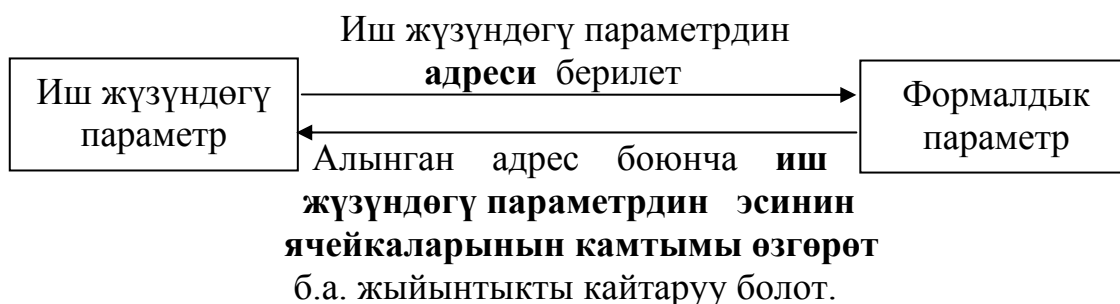 Иш жүзүндөгү параметрдин
адреси берилет
Иш жүзүндөгү
параметр
Формалдык
параметр
Алынган адрес боюнча иш
жүзүндөгү параметрдин эсинин
ячейкаларынын камтымы өзгөрөт
б.а. жыйынтыкты кайтаруу болот.